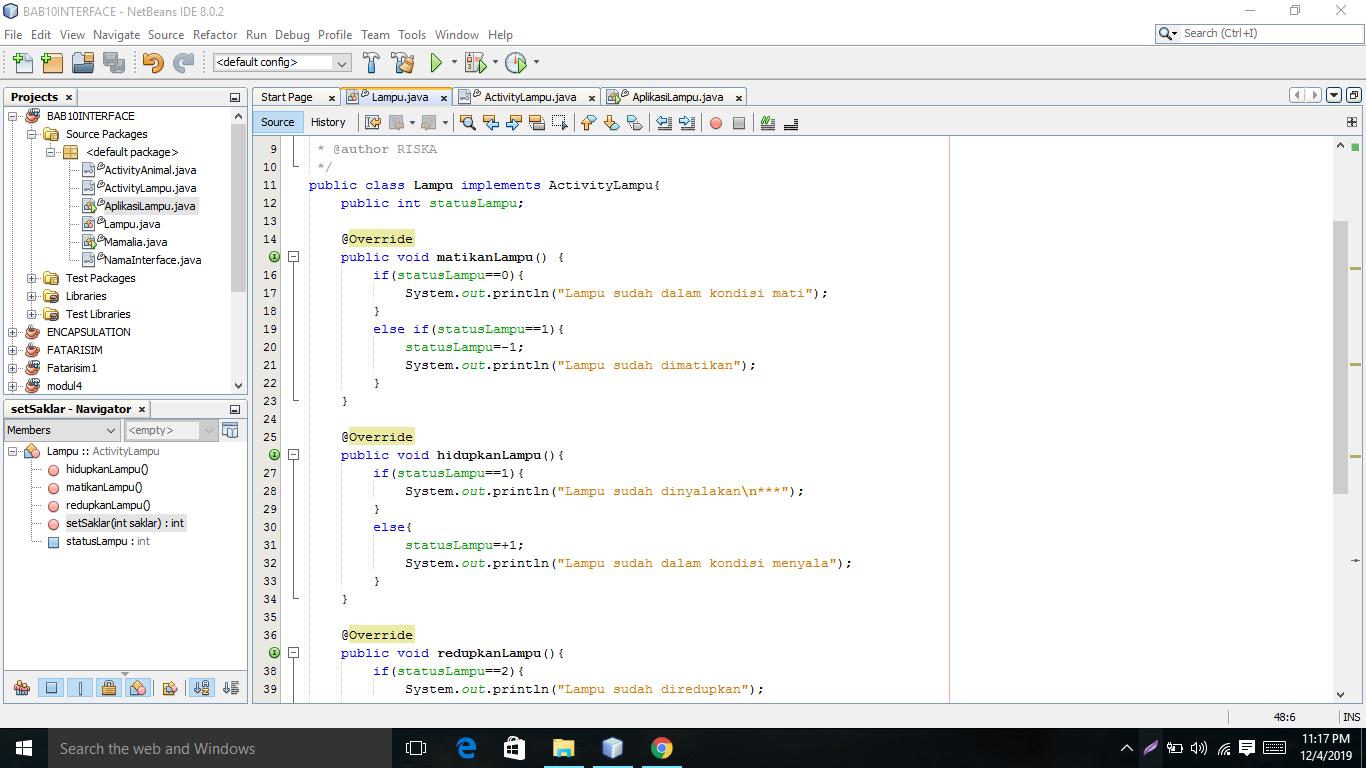 BAB10INTERFACE - NetBeans IDE 8.0.2
File Edit View Navigate Source Refactor Run Debug Profile Team Tools Window Help
Search (Ctrl+I)
<default config>
Projects
BAB10INTERFACE
Source Packages
<default package>
ActivityAnimal.java
ActivityLampu.java
AplikasiLampu.java
Lampu.java
Mamalia.java
NamaInterface.java
Test Packages
Libraries
Test Libraries
ENCAPSULATION
FATARISIM
Fatarisim1
modul4
setSaklar - Navigator
Members <empty>
Lampu :: ActivityLampu
hidupkanLampu()
matikanLampu()
redupkanLampu()
setSaklar(int saklar) : int
statusLampu : int
Start Page Lampu.java ActivityLampu.java AplikasiLampu.java
Source History
9 * @author RISKA
10 */
11 public class Lampu implements ActivityLampu{
12 public int statusLampu;
13
14 @Override
public void matikanLampu() {
16 if(statusLampu==0){
17 System.out.println("Lampu sudah dalam kondisi mati");
18 }
19 else if(statusLampu==1){
20 statusLampu=-1;
21 System.out.println("Lampu sudah dimatikan");
22 }
23 }
24
25 @Override
public void hidupkanLampu(){
27 if(statusLampu==1){
28 System.out.println("Lampu sudah dinyalakan\n***");
29 }
30 else{
31 statusLampu=+1;
32 System.out.println("Lampu sudah dalam kondisi menyala");
33 }
34 }
35
36 @Override
public void redupkanLampu(){
38 if(statusLampu==2){
39 System.out.println("Lampu sudah diredupkan");
48:6 INS
Search the web and Windows
11:17 PM
12/4/2019